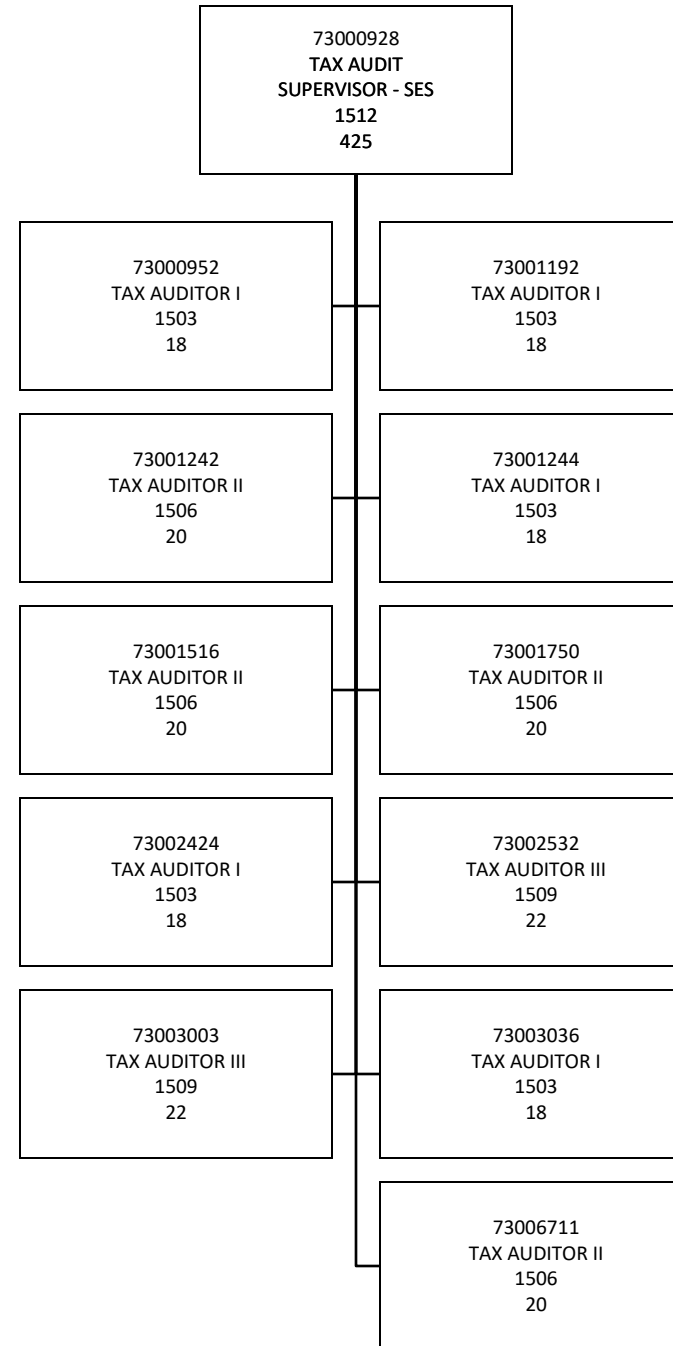 73000928
TAX AUDIT
SUPERVISOR - SES
1512
425
73000952
TAX AUDITOR I
1503
18
73001192
TAX AUDITOR I
1503
18
73001242
TAX AUDITOR II
1506
20
73001244
TAX AUDITOR I
1503
18
73001516
TAX AUDITOR II
1506
20
73001750
TAX AUDITOR II
1506
20
73002424
TAX AUDITOR I
1503
18
73002532
TAX AUDITOR III
1509
22
73003003
TAX AUDITOR III
1509
22
73003036
TAX AUDITOR I
1503
18
73006711
TAX AUDITOR II
1506
20